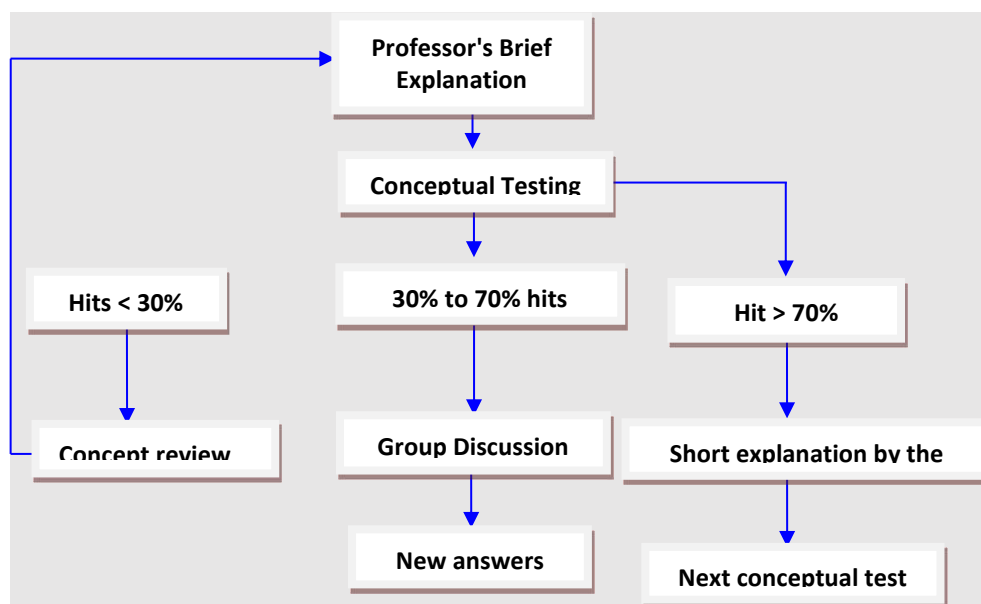 Professor's Brief
Explanation
Conceptual Testing
Hits < 30%
30% to 70% hits
Hit > 70%
Concept review
Group Discussion
Short explanation by the
New answers
Next conceptual test